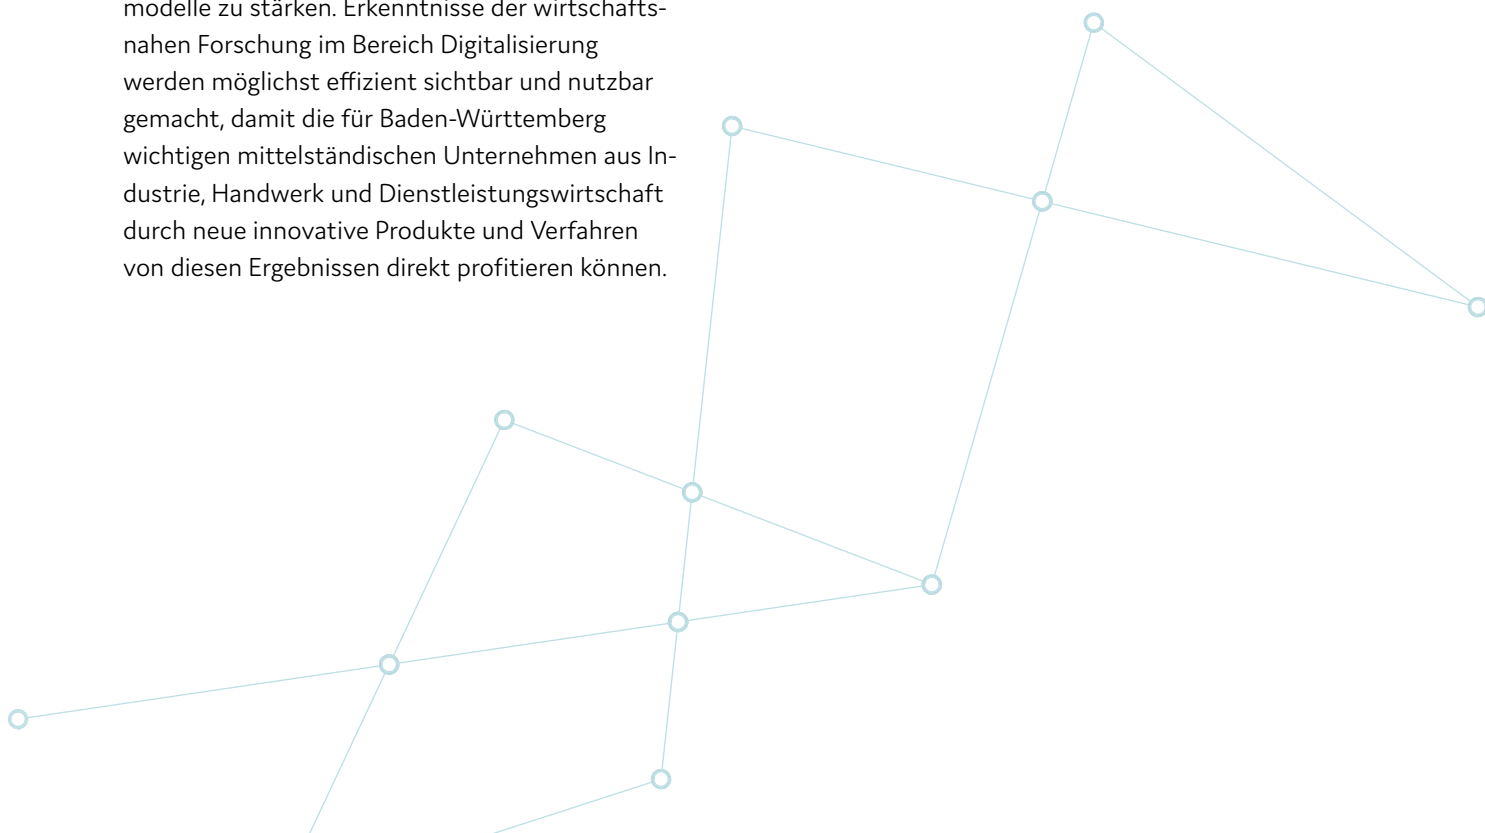 modelle zu stärken. Erkenntnisse der wirtschafts-
nahen Forschung im Bereich Digitalisierung
werden möglichst effizient sichtbar und nutzbar
gemacht, damit die für Baden-Württemberg
wichtigen mittelständischen Unternehmen aus In-
dustrie, Handwerk und Dienstleistungswirtschaft
durch neue innovative Produkte und Verfahren
von diesen Ergebnissen direkt profitieren können.